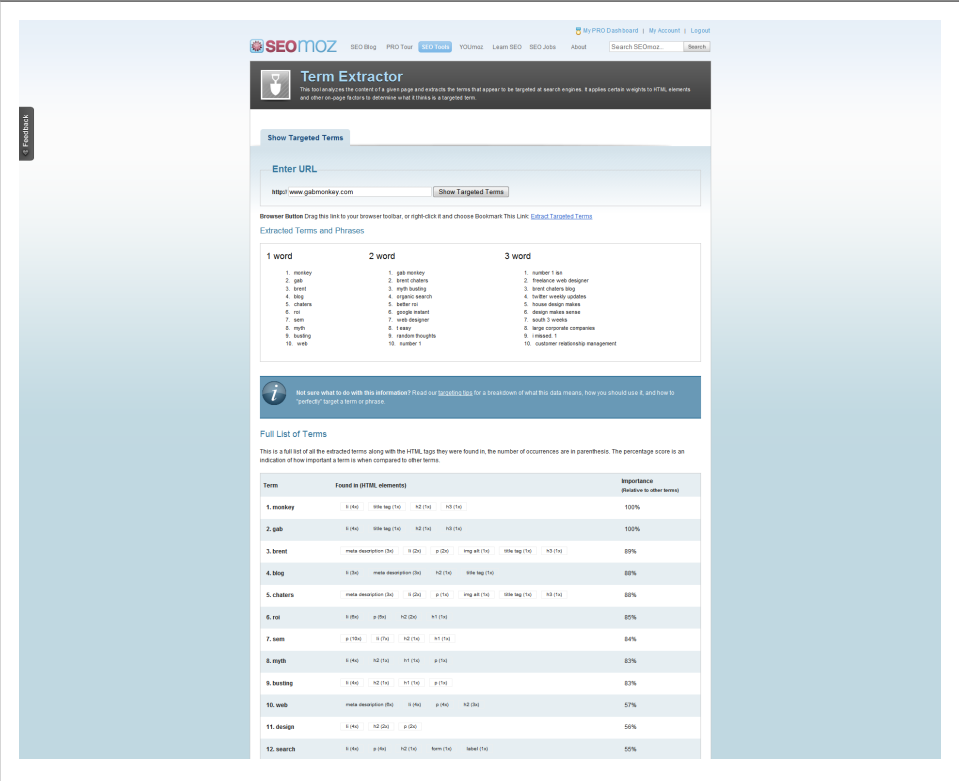 My PRO Dashboard | My Account | Logout
SEOmoz
SEO Blog PRO Tour SEO Tools YOUmoz Learn SEO SEO Jobs About Search SEOmoz... Search
Term Extractor
This tool analyzes the content of a given page and extracts the terms that appear to be targeted at search engines. It applies certain weights to HTML elements
and other on-page factors to determine what it thinks is a targeted term.
Feedback
Show Targeted Terms
Enter URL
http:// www.gabmonkey.com Show Targeted Terms
Browser Button Drag this link to your browser toolbar, or right-click it and choose Bookmark This Link: Extract Targeted Terms
Extracted Terms and Phrases
1 word 2 word 3 word
1. monkey 1. gab monkey 1. number 1 isn
2. gab 2. brent chaters 2. freelance web designer
3. brent 3. myth busting 3. brent chaters blog
4. blog 4. organic search 4. twitter weekly updates
5. chaters 5. better roi 5. house design makes
6. roi 6. google instant 6. design makes sense
7. sem 7. web designer 7. south 3 weeks
8. myth 8. t easy 8. large corporate companies
9. busting 9. random thoughts 9. i missed: 1
10. web 10. number 1 10. customer relationship management
Not sure what to do with this information? Read our targeting tips for a breakdown of what this data means, how you should use it, and how to
"perfectly" target a term or phrase.
Full List of Terms
This is a full list of all the extracted terms along with the HTML tags they were found in, the number of occurrences are in parenthesis. The percentage score is an
indication of how important a term is when compared to other terms.
Term Found in (HTML elements) Importance
(Relative to other terms)
1. monkey li (4x) title tag (1x) h2 (1x) h3 (1x) 100%
2. gab li (4x) title tag (1x) h2 (1x) h3 (1x) 100%
3. brent meta description (3x) li (2x) p (2x) img alt (1x) title tag (1x) h3 (1x) 89%
4. blog li (3x) meta description (3x) h2 (1x) title tag (1x) 88%
5. chaters meta description (3x) li (2x) p (1x) img alt (1x) title tag (1x) h3 (1x) 88%
6. roi li (6x) p (5x) h2 (2x) h1 (1x) 85%
7. sem p (10x) li (7x) h2 (1x) h1 (1x) 84%
8. myth li (4x) h2 (1x) h1 (1x) p (1x) 83%
9. busting li (4x) h2 (1x) h1 (1x) p (1x) 83%
10. web meta description (6x) li (4x) p (4x) h2 (3x) 57%
11. design li (4x) h2 (2x) p (2x) 56%
12. search li (4x) p (4x) h2 (1x) form (1x) label (1x) 55%